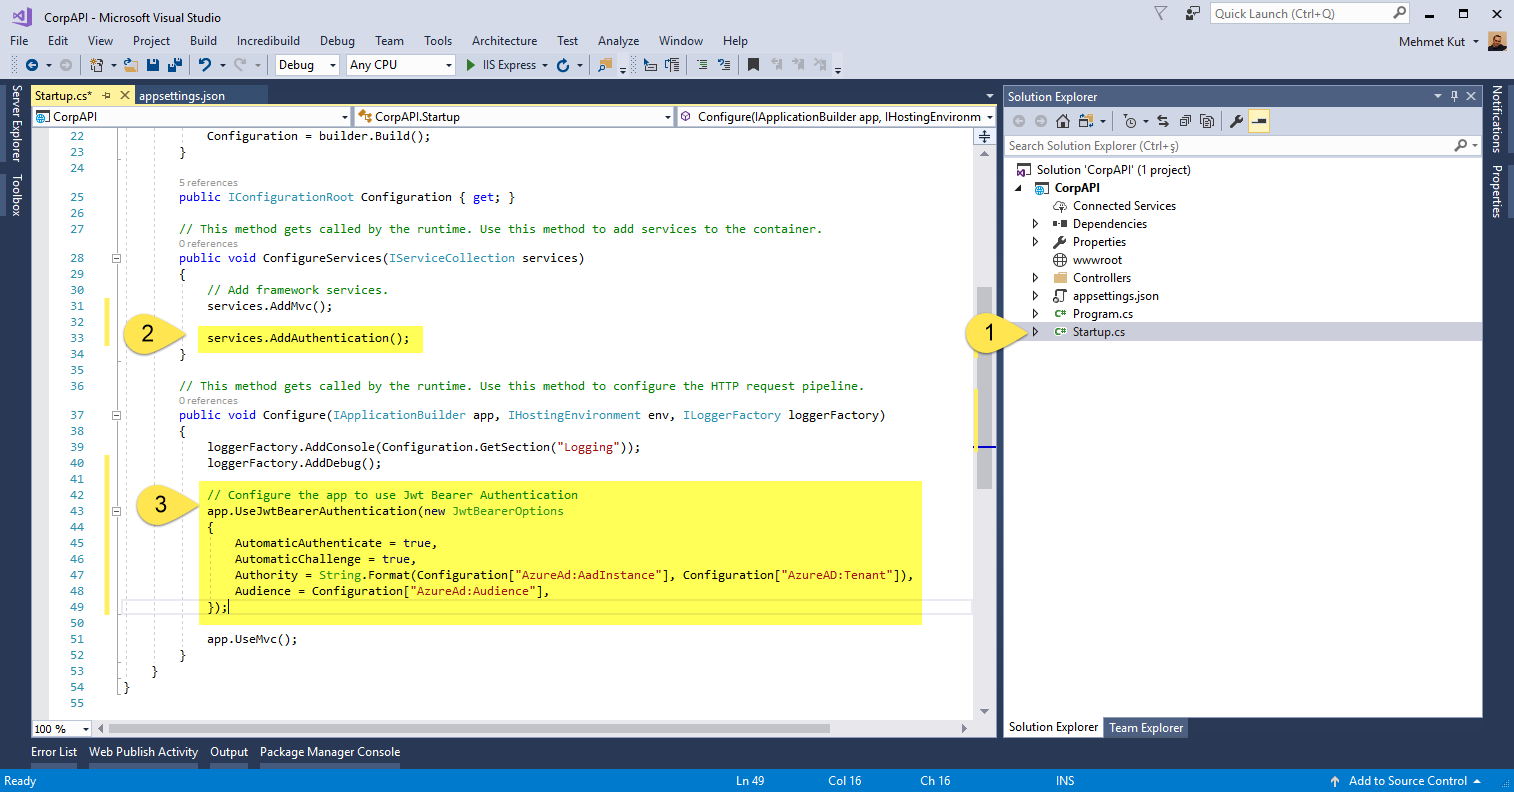 CorpAPI - Microsoft Visual Studio
Quick Launch (Ctrl+Q)
File Edit View Project Build Incredibuild Debug Team Tools Architecture Test Analyze Window Help
Mehmet Kut
Debug Any CPU IIS Express
Server Explorer
Toolbox
Startup.cs* appsettings.json
CorpAPI CorpAPI.Startup Configure(IApplicationBuilder app, IHostingEnvironm
22 Configuration = builder.Build();
23 }
24
5 references
25 public IConfigurationRoot Configuration { get; }
26
27 // This method gets called by the runtime. Use this method to add services to the container.
0 references
28 public void ConfigureServices(IServiceCollection services)
29 {
30 // Add framework services.
31 services.AddMvc();
32
2
33 services.AddAuthentication();
34 }
35
36 // This method gets called by the runtime. Use this method to configure the HTTP request pipeline.
0 references
37 public void Configure(IApplicationBuilder app, IHostingEnvironment env, ILoggerFactory loggerFactory)
38 {
39 loggerFactory.AddConsole(Configuration.GetSection("Logging"));
40 loggerFactory.AddDebug();
41
42 // Configure the app to use Jwt Bearer Authentication
3
43 app.UseJwtBearerAuthentication(new JwtBearerOptions
44 {
45 AutomaticAuthenticate = true,
46 AutomaticChallenge = true,
47 Authority = String.Format(Configuration["AzureAd:AadInstance"], Configuration["AzureAD:Tenant"]),
48 Audience = Configuration["AzureAd:Audience"],
49 });
50
51 app.UseMvc();
52 }
53 }
54 }
55
100 %
Solution Explorer
Search Solution Explorer (Ctrl+ş)
Solution 'CorpAPI' (1 project)
CorpAPI
Connected Services
Dependencies
Properties
wwwroot
Controllers
appsettings.json
C# Program.cs
1
C# Startup.cs
Solution Explorer Team Explorer
Notifications
Properties
Error List Web Publish Activity Output Package Manager Console
Ready Ln 49 Col 16 Ch 16 INS Add to Source Control